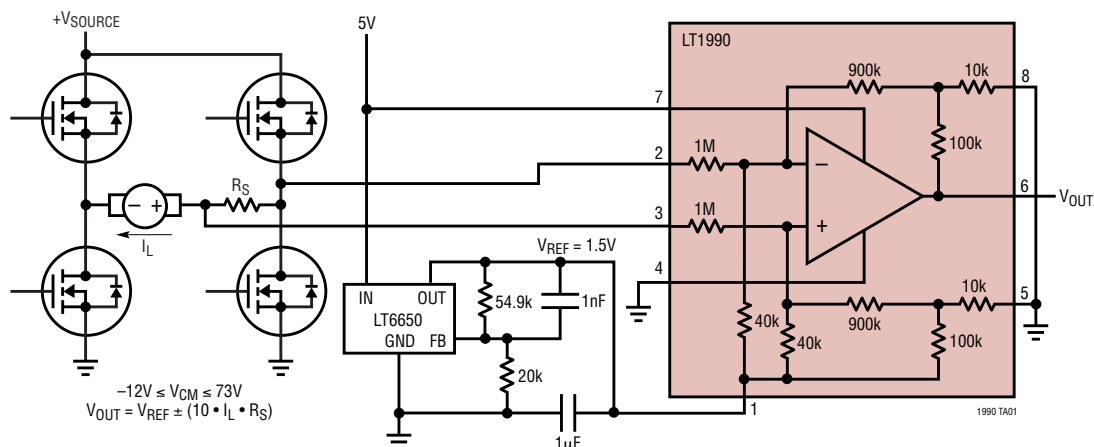 +VSOURCE
5V
LT1990
900k
10k
8
7
1M
100k
2
−
RS
6
VOUT
3
1M
+
− +
IL
VREF = 1.5V
4
10k
IN
OUT
54.9k
1nF
5
LT6650
40k
900k
GND
FB
40k
100k
20k
–12V ≤ VCM ≤ 73V
VOUT = VREF ± (10 • IL • RS)
1
1990 TA01
1µF